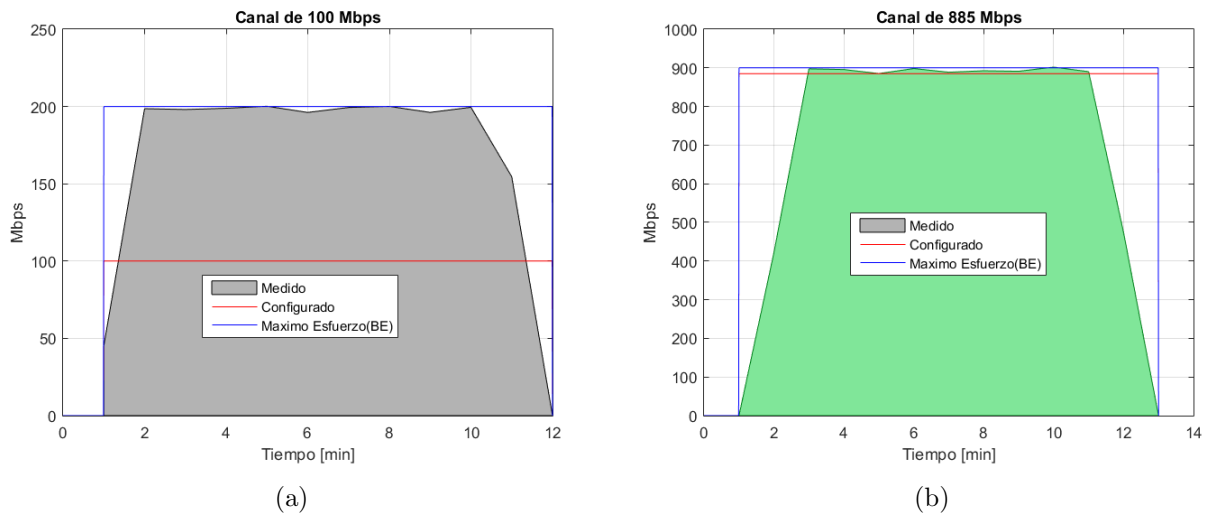 Canal de 100 Mbps
250
200
150
100
50
0
Mbps
0 2 4 6 8 10 12
Tiempo [min]
Medido
Configurado
Maximo Esfuerzo(BE)
(a)
Canal de 885 Mbps
1000
900
800
700
600
500
400
300
200
100
0
Mbps
0 2 4 6 8 10 12 14
Tiempo [min]
Medido
Configurado
Maximo Esfuerzo(BE)
(b)